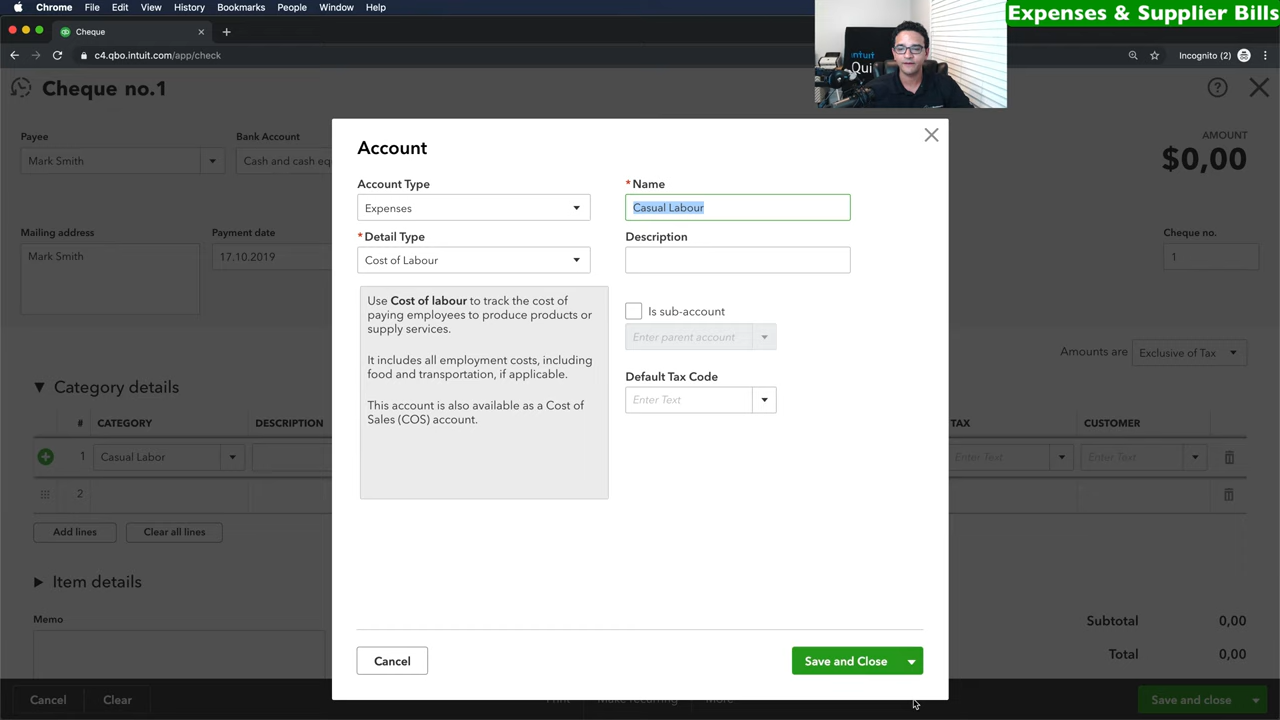 Chrome File Edit View History Bookmarks People Window Help
Expenses & Supplier Bills
Cheque
c4.qbo.intuit.com/app/check
Incognito (2)
intuit
Qui
Cheque no.1
Payee
Bank Account
AMOUNT
Mark Smith
Cash and cash equ
$0,00
Mailing address
Payment date
Cheque no.
Mark Smith
17.10.2019
1
Amounts are
Exclusive of Tax
Category details
# CATEGORY DESCRIPTION TAX CUSTOMER
1 Casual Labor Enter Text Enter Text
2
Add lines
Clear all lines
Item details
Memo
Subtotal 0,00
Total 0,00
Account
Account Type
* Name
Expenses
Casual Labour
* Detail Type
Description
Cost of Labour
Use Cost of labour to track the cost of
paying employees to produce products or
supply services.
It includes all employment costs, including
food and transportation, if applicable.
This account is also available as a Cost of
Sales (COS) account.
Is sub-account
Enter parent account
Default Tax Code
Enter Text
Cancel
Save and Close
Cancel
Clear
Print
Make recurring
More
Save and close